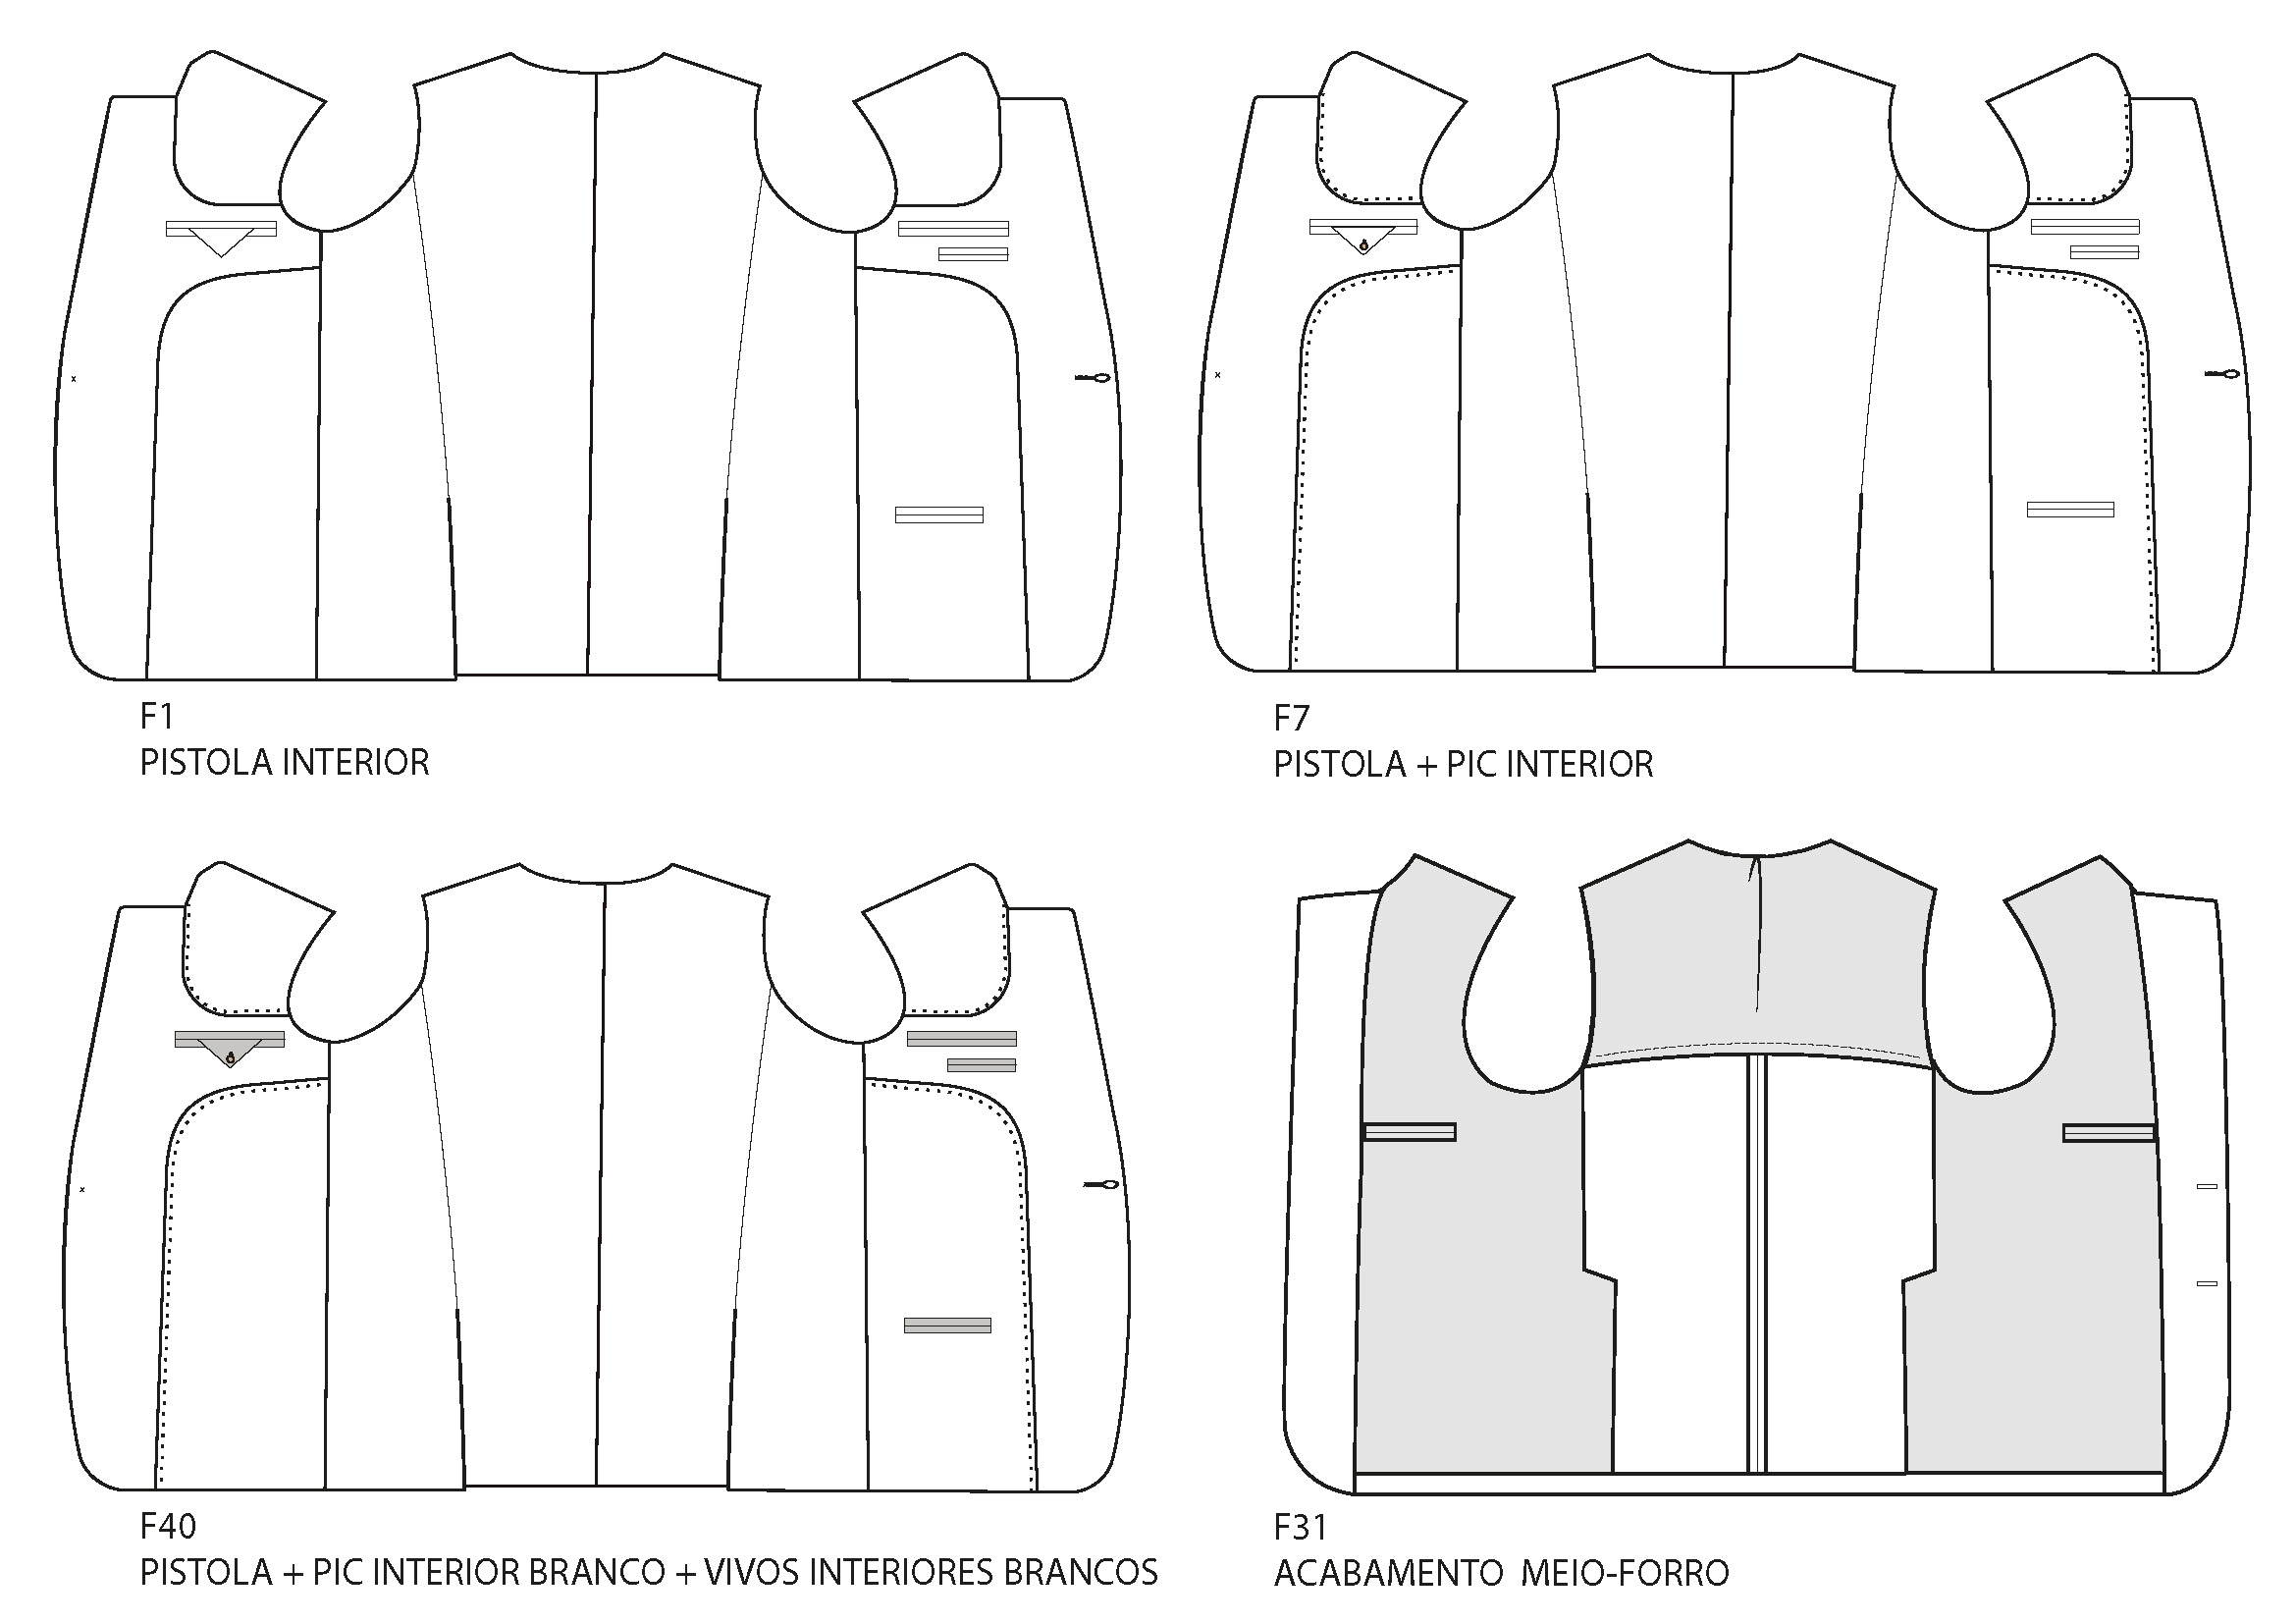 F1
PISTOLA INTERIOR
F7
PISTOLA + PIC INTERIOR
F40
PISTOLA + PIC INTERIOR BRANCO + VIVOS INTERIORES BRANCOS
F31
ACABAMENTO MEIO-FORRO